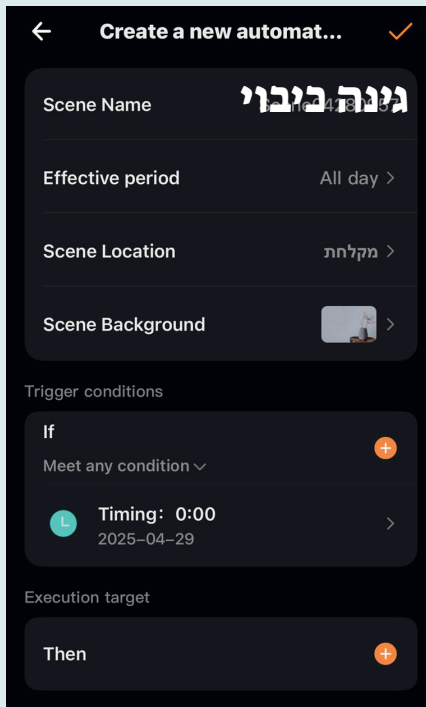 Create a new automat...
Scene Name גינה כיבוי
Effective period All day
Scene Location מקלחת
Scene Background
Trigger conditions
If
Meet any condition
Timing: 0:00
2025-04-29
Execution target
Then